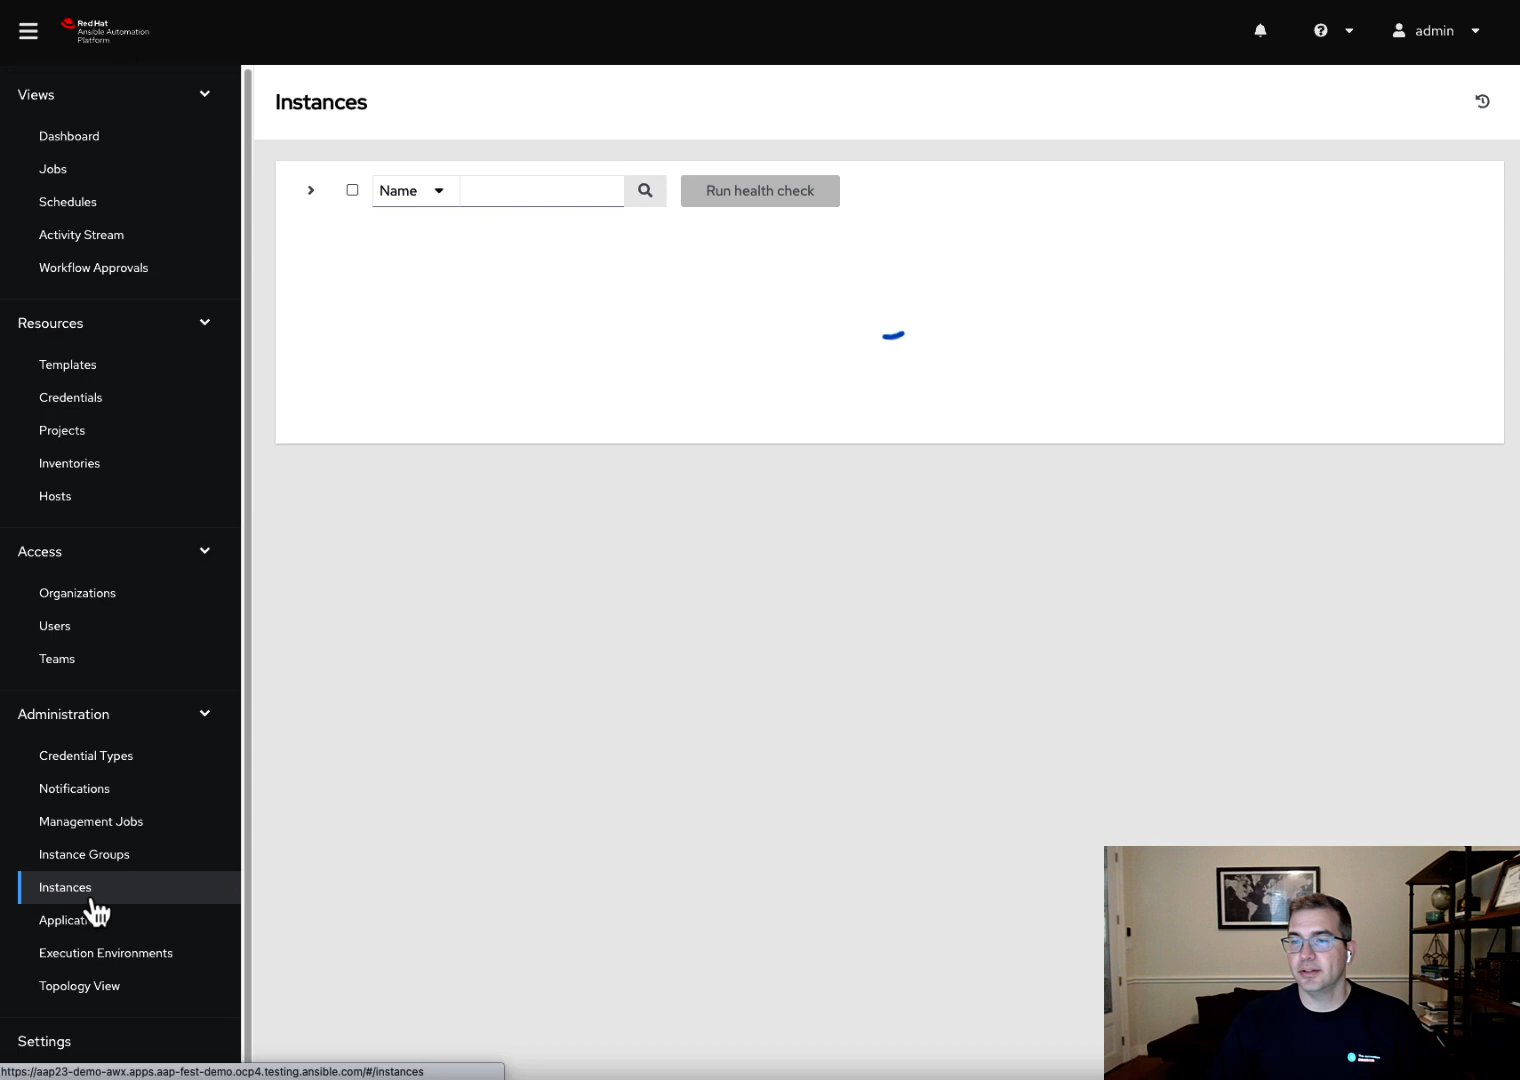 Red Hat
Ansible Automation
Platform
admin
Views
Dashboard
Jobs
Schedules
Activity Stream
Workflow Approvals
Resources
Templates
Credentials
Projects
Inventories
Hosts
Access
Organizations
Users
Teams
Administration
Credential Types
Notifications
Management Jobs
Instance Groups
Instances
Execution Environments
Topology View
Settings
Instances
Name
Run health check
https://aap23-demo-awx.apps.aap-fest-demo.ocp4.testing.ansible.com/#/instances